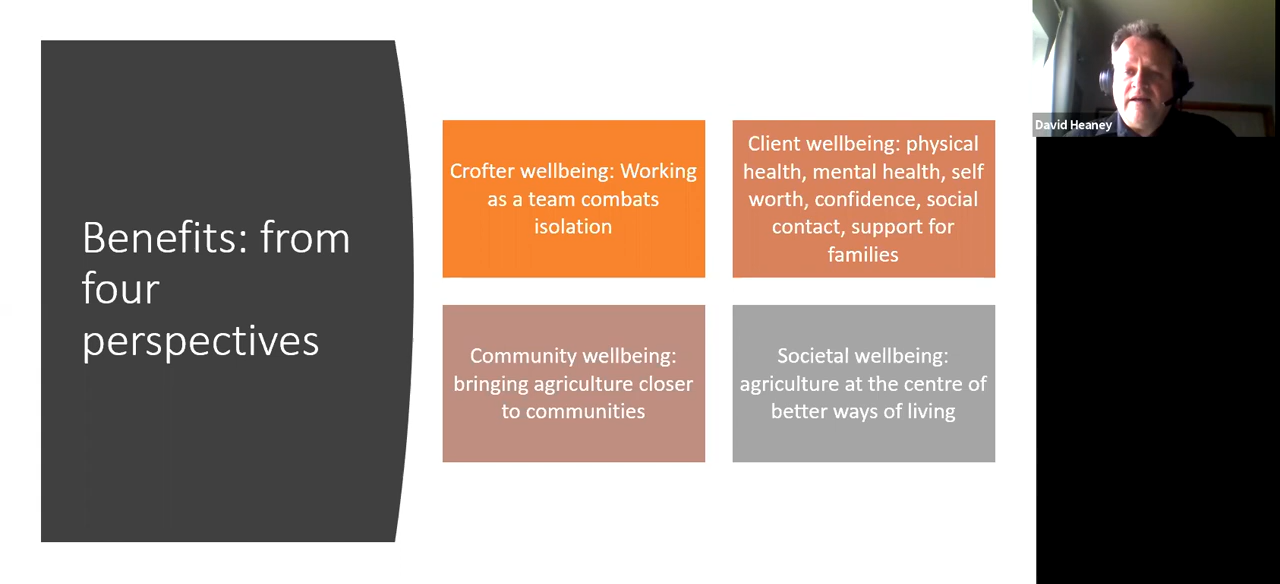 Benefits: from
four
perspectives
Crofter wellbeing: Working
as a team combats
isolation
Client wellbeing: physical
health, mental health, self
worth, confidence, social
contact, support for
families
Community wellbeing:
bringing agriculture closer
to communities
Societal wellbeing:
agriculture at the centre of
better ways of living
David Heaney